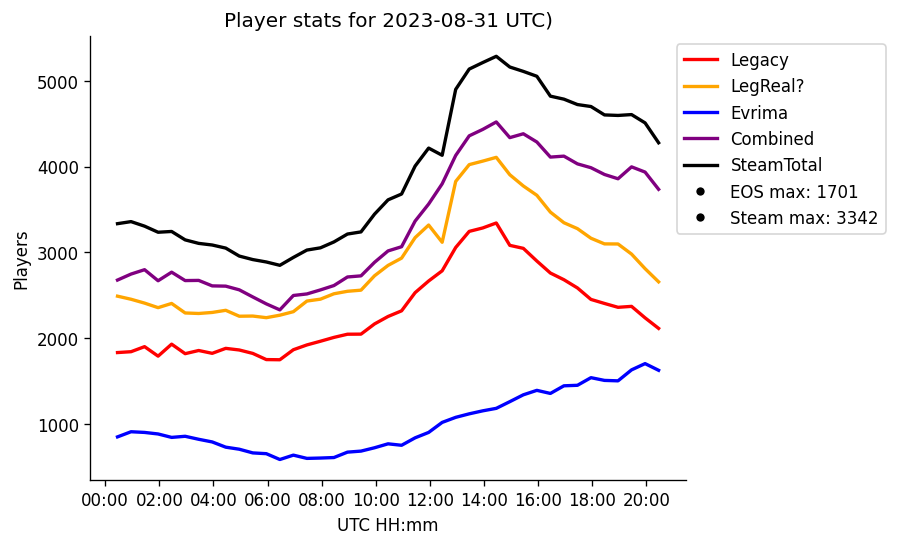 Player stats for 2023-08-31 UTC)
Legacy
LegReal?
Evrima
Combined
SteamTotal
EOS max: 1701
Steam max: 3342
Players
5000
4000
3000
2000
1000
00:00 02:00 04:00 06:00 08:00 10:00 12:00 14:00 16:00 18:00 20:00
UTC HH:mm